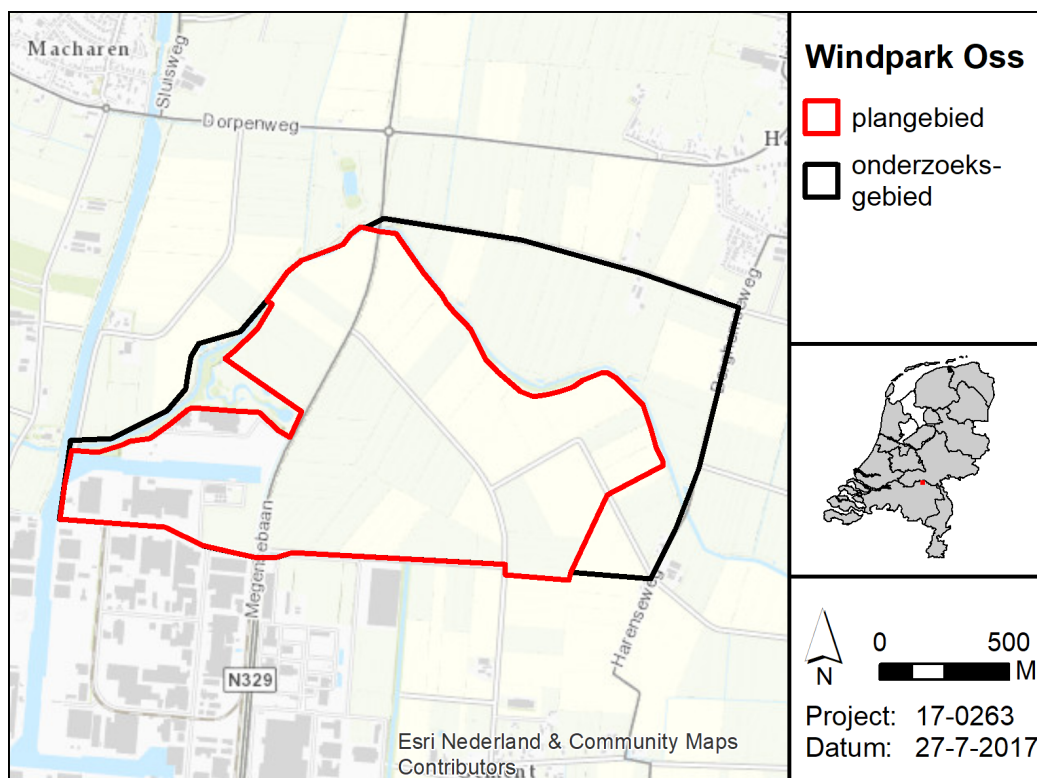 Macharen
Sluisweg
Dorpenweg
Megensebaan
N329
Harenseweg
Esri Nederland & Community Maps
Contributors
Windpark Oss
plangebied
onderzoeks-
gebied
N
0 500
M
Project: 17-0263
Datum: 27-7-2017